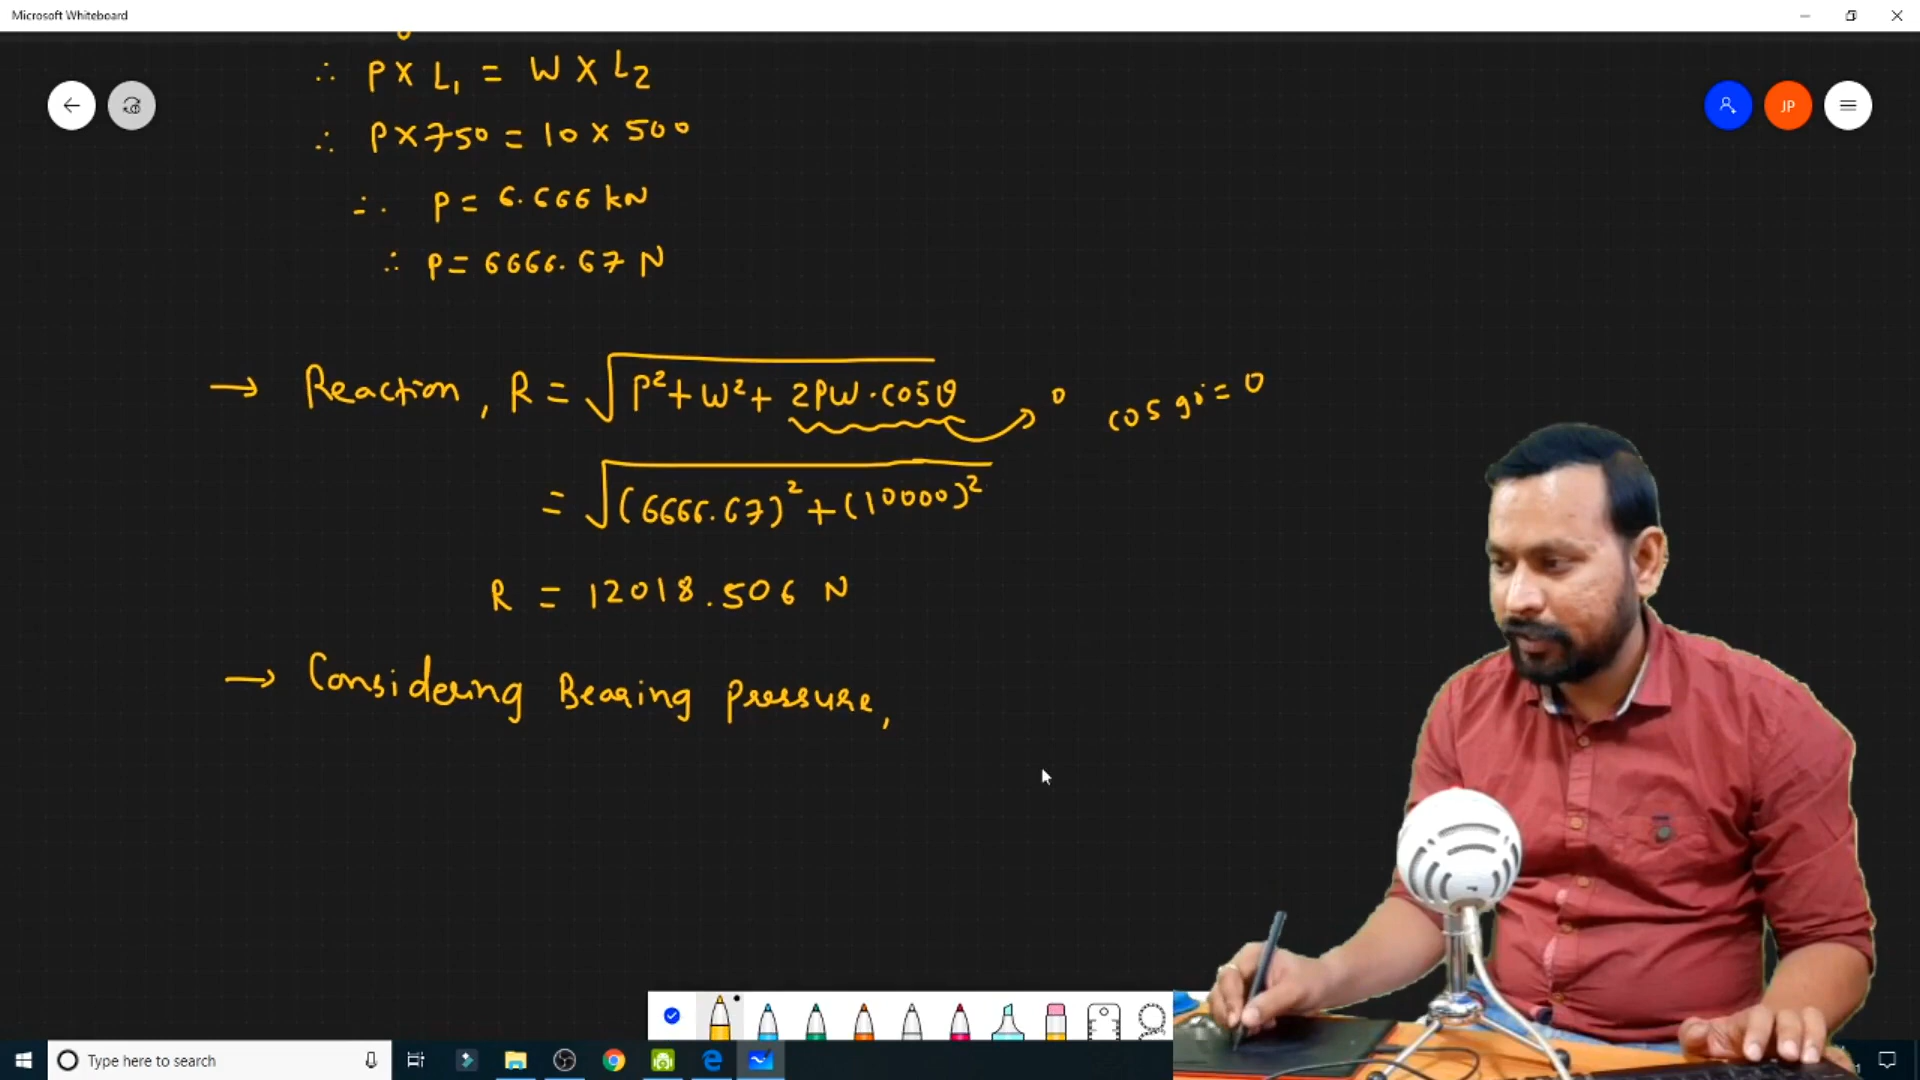 Microsoft Whiteboard
∴ P X L₁ = W X L₂
∴ P X 750 = 10 X 500
∴ P = 6.666 kN
∴ P = 6666.67 N
JP
→ Reaction, R = √P² + W² + 2PW·cosθ → 0 cos 90° = 0
= √(6666.67)² + (10000)²
R = 12018.506 N
→ Considering Bearing pressure,
Type here to search